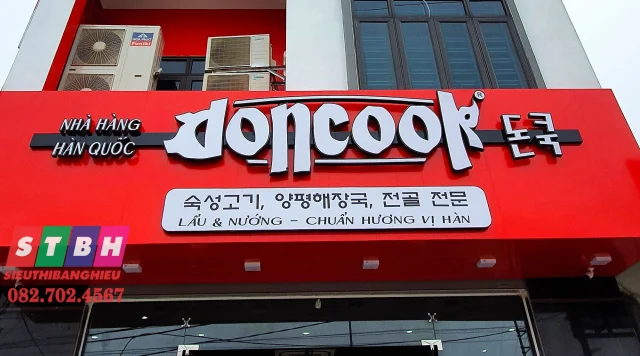 NHÀ HÀNG
HÀN QUỐC
doncook®
돈쿡
숙성고기, 양평해장국, 전골 전문
LẨU & NƯỚNG - CHUẨN HƯƠNG VỊ HÀN
STBH
SIEUTHIBANGHIEU
082.702.4567